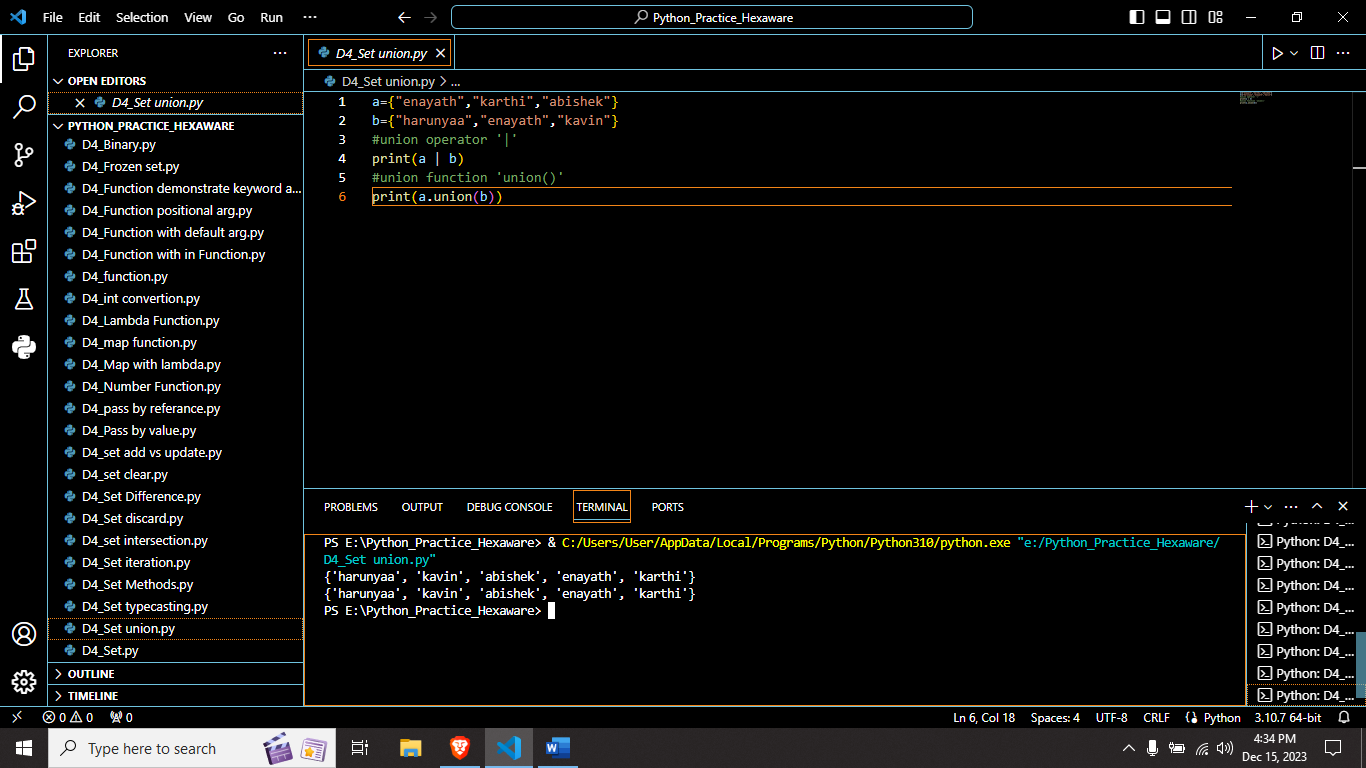 File Edit Selection View Go Run ··· Python_Practice_Hexaware
EXPLORER ···
OPEN EDITORS
D4_Set union.py
PYTHON_PRACTICE_HEXAWARE
D4_Binary.py
D4_Frozen set.py
D4_Function demonstrate keyword a...
D4_Function positional arg.py
D4_Function with default arg.py
D4_Function with in Function.py
D4_function.py
D4_int convertion.py
D4_Lambda Function.py
D4_map function.py
D4_Map with lambda.py
D4_Number Function.py
D4_pass by referance.py
D4_Pass by value.py
D4_set add vs update.py
D4_set clear.py
D4_Set Difference.py
D4_Set discard.py
D4_set intersection.py
D4_Set iteration.py
D4_Set Methods.py
D4_Set typecasting.py
D4_Set union.py
D4_Set.py
OUTLINE
TIMELINE
D4_Set union.py
D4_Set union.py > ...
1 a={"enayath","karthi","abishek"}
2 b={"harunyaa","enayath","kavin"}
3 #union operator '|'
4 print(a | b)
5 #union function 'union()'
6 print(a.union(b))
PROBLEMS OUTPUT DEBUG CONSOLE TERMINAL PORTS
PS E:\Python_Practice_Hexaware> & C:/Users/User/AppData/Local/Programs/Python/Python310/python.exe "e:/Python_Practice_Hexaware/
D4_Set union.py"
{'harunyaa', 'kavin', 'abishek', 'enayath', 'karthi'}
{'harunyaa', 'kavin', 'abishek', 'enayath', 'karthi'}
PS E:\Python_Practice_Hexaware>
Python: D4_...
Python: D4_...
Python: D4_...
Python: D4_...
Python: D4_...
Python: D4_...
Python: D4_...
Python: D4_...
0 0 0 Ln 6, Col 18 Spaces: 4 UTF-8 CRLF Python 3.10.7 64-bit
Type here to search
4:34 PM
Dec 15, 2023